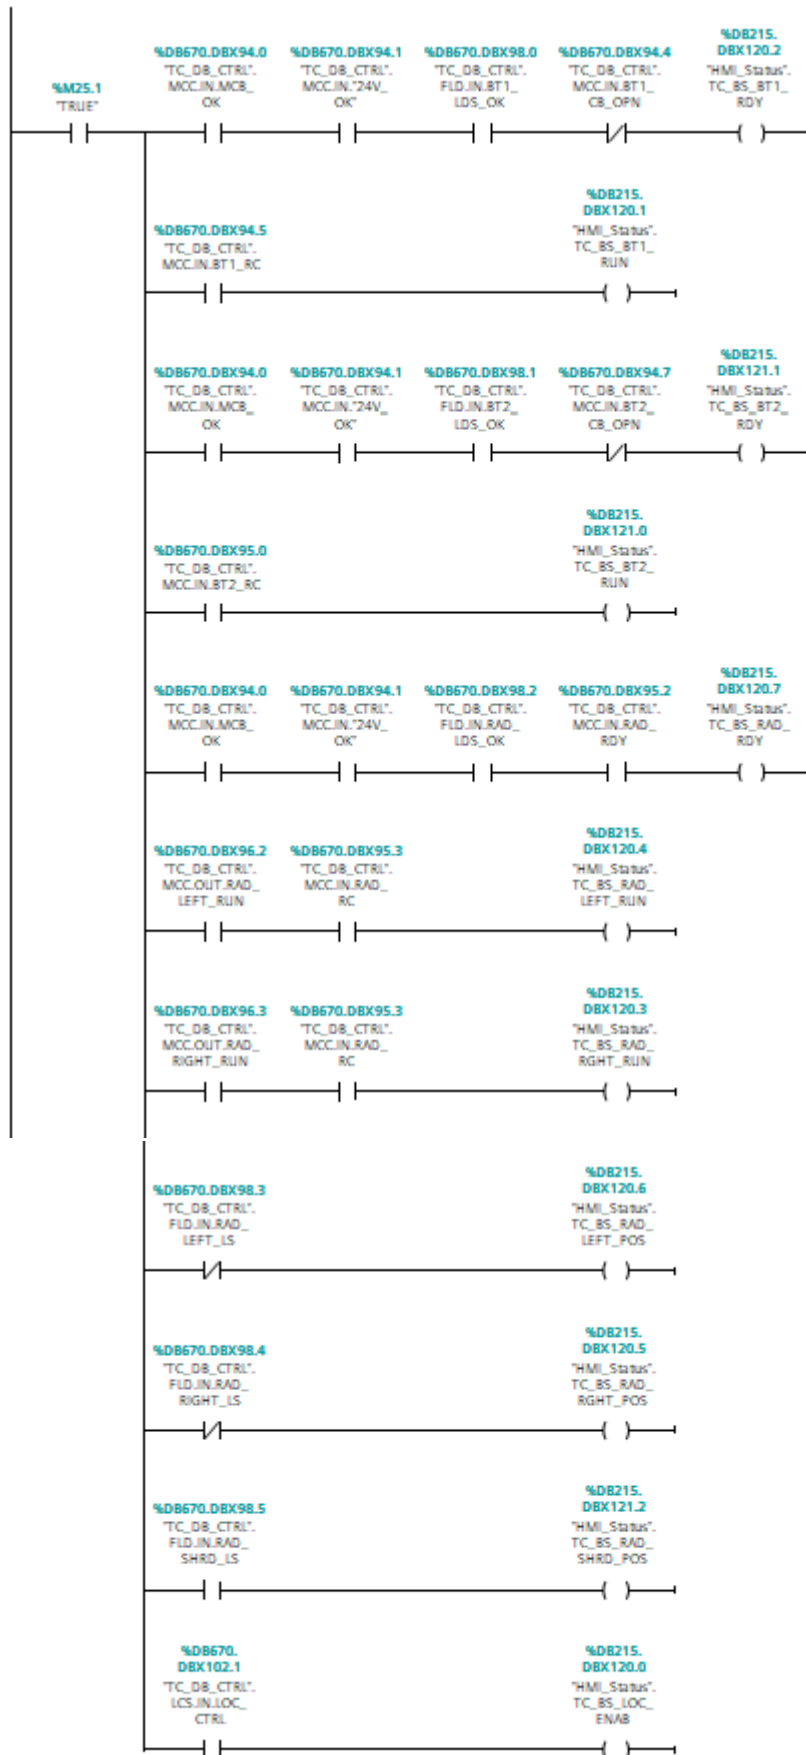 %M25.1
"TRUE"
%DB670.DBX94.0
"TC_DB_CTRL".
MCC.IN.MCB_
OK
%DB670.DBX94.1
"TC_DB_CTRL".
MCC.IN."24V_
OK"
%DB670.DBX98.0
"TC_DB_CTRL".
FLD.IN.BT1_
LDS_OK
%DB670.DBX94.4
"TC_DB_CTRL".
MCC.IN.BT1_
CB_OPN
%DB215.
DBX120.2
"HMI_Status".
TC_BS_BT1_
RDY
%DB670.DBX94.5
"TC_DB_CTRL".
MCC.IN.BT1_RC
%DB215.
DBX120.1
"HMI_Status".
TC_BS_BT1_
RUN
%DB670.DBX94.0
"TC_DB_CTRL".
MCC.IN.MCB_
OK
%DB670.DBX94.1
"TC_DB_CTRL".
MCC.IN."24V_
OK"
%DB670.DBX98.1
"TC_DB_CTRL".
FLD.IN.BT2_
LDS_OK
%DB670.DBX94.7
"TC_DB_CTRL".
MCC.IN.BT2_
CB_OPN
%DB215.
DBX121.1
"HMI_Status".
TC_BS_BT2_
RDY
%DB670.DBX95.0
"TC_DB_CTRL".
MCC.IN.BT2_RC
%DB215.
DBX121.0
"HMI_Status".
TC_BS_BT2_
RUN
%DB670.DBX94.0
"TC_DB_CTRL".
MCC.IN.MCB_
OK
%DB670.DBX94.1
"TC_DB_CTRL".
MCC.IN."24V_
OK"
%DB670.DBX98.2
"TC_DB_CTRL".
FLD.IN.RAD_
LDS_OK
%DB670.DBX95.2
"TC_DB_CTRL".
MCC.IN.RAD_
RDY
%DB215.
DBX120.7
"HMI_Status".
TC_BS_RAD_
RDY
%DB670.DBX96.2
"TC_DB_CTRL".
MCC.OUT.RAD_
LEFT_RUN
%DB670.DBX95.3
"TC_DB_CTRL".
MCC.IN.RAD_
RC
%DB215.
DBX120.4
"HMI_Status".
TC_BS_RAD_
LEFT_RUN
%DB670.DBX96.3
"TC_DB_CTRL".
MCC.OUT.RAD_
RIGHT_RUN
%DB670.DBX95.3
"TC_DB_CTRL".
MCC.IN.RAD_
RC
%DB215.
DBX120.3
"HMI_Status".
TC_BS_RAD_
RGHT_RUN
%DB670.DBX98.3
"TC_DB_CTRL".
FLD.IN.RAD_
LEFT_LS
%DB215.
DBX120.6
"HMI_Status".
TC_BS_RAD_
LEFT_POS
%DB670.DBX98.4
"TC_DB_CTRL".
FLD.IN.RAD_
RIGHT_LS
%DB215.
DBX120.5
"HMI_Status".
TC_BS_RAD_
RGHT_POS
%DB670.DBX98.5
"TC_DB_CTRL".
FLD.IN.RAD_
SHRD_LS
%DB215.
DBX121.2
"HMI_Status".
TC_BS_RAD_
SHRD_POS
%DB670.
DBX102.1
"TC_DB_CTRL".
LCS.IN.LOC_
CTRL
%DB215.
DBX120.0
"HMI_Status".
TC_BS_LOC_
ENAB